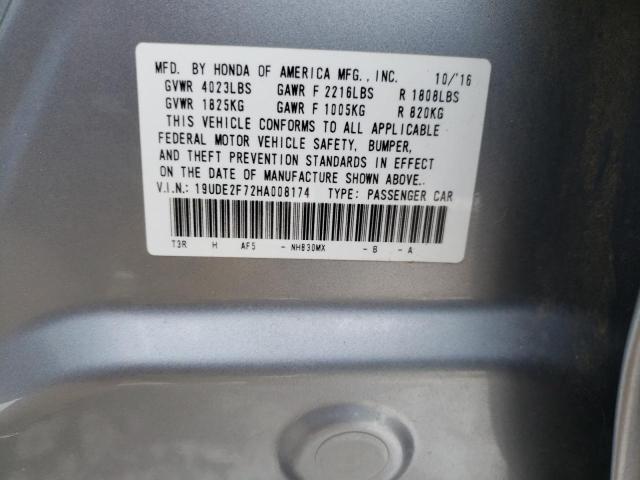 MFD. BY HONDA OF AMERICA MFG., INC. 10/'16
GVWR 4023LBS GAWR F 2216LBS R 1808LBS
GVWR 1825KG GAWR F 1005KG R 820KG
THIS VEHICLE CONFORMS TO ALL APPLICABLE
FEDERAL MOTOR VEHICLE SAFETY, BUMPER,
AND THEFT PREVENTION STANDARDS IN EFFECT
ON THE DATE OF MANUFACTURE SHOWN ABOVE.
V.I.N.: 19UDE2F72HA008174 TYPE: PASSENGER CAR
T3R H AF5 - NH830MX - B - A